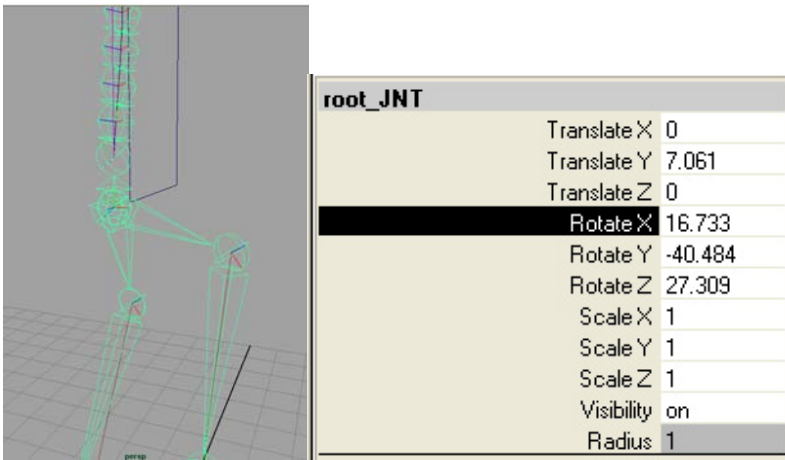 persp
root_JNT
Translate X 0
Translate Y 7.061
Translate Z 0
Rotate X 16.733
Rotate Y -40.484
Rotate Z 27.309
Scale X 1
Scale Y 1
Scale Z 1
Visibility on
Radius 1